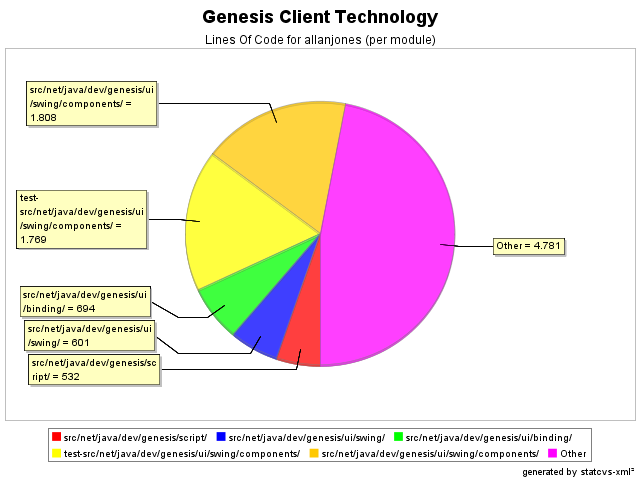 Genesis Client Technology
Lines Of Code for allanjones (per module)
src/net/java/dev/genesis/ui
/swing/components/ =
1.808
test-
src/net/java/dev/genesis/ui
/swing/components/ =
1.769
Other = 4.781
src/net/java/dev/genesis/ui
/binding/ = 694
src/net/java/dev/genesis/ui
/swing/ = 601
src/net/java/dev/genesis/sc
ript/ = 532
src/net/java/dev/genesis/script/ src/net/java/dev/genesis/ui/swing/ src/net/java/dev/genesis/ui/binding/
test-src/net/java/dev/genesis/ui/swing/components/ src/net/java/dev/genesis/ui/swing/components/ Other
generated by statcvs-xml²